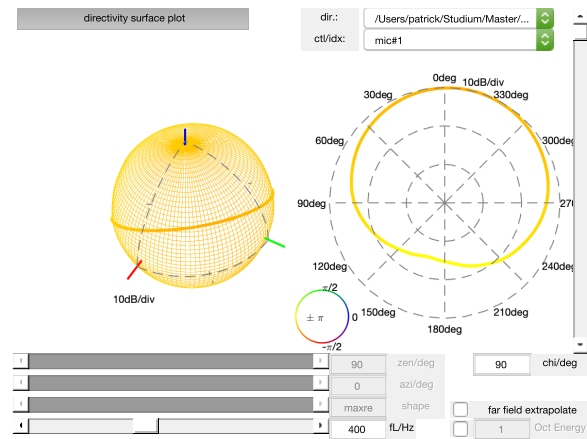 directivity surface plot
dir.: /Users/patrick/Studium/Master/...
ctl/idx: mic#1
0deg 10dB/div
30deg 330deg
60deg 300deg
90deg 270
120deg 240deg
150deg 210deg
180deg
10dB/div
π/2
± π 0
-π/2
90 zen/deg 90 chi/deg
0 azi/deg
maxre shape far field extrapolate
400 fL/Hz 1 Oct Energy